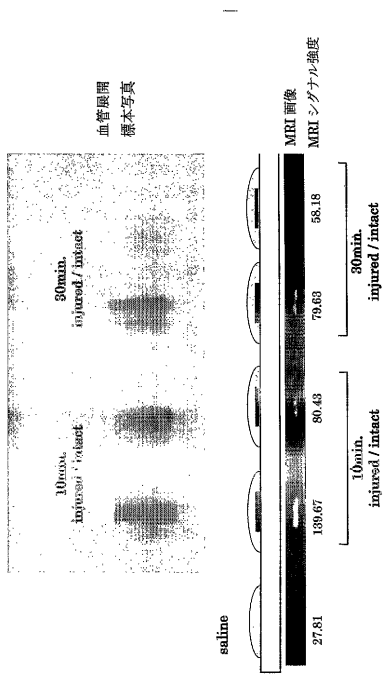 血管展開
標本写真
10min.
injured / intact
30min.
injured / intact
saline
MRI 画像
27.81
139.67
80.43
79.63
58.18
MRI シグナル強度
10min.
injured / intact
30min.
injured / intact